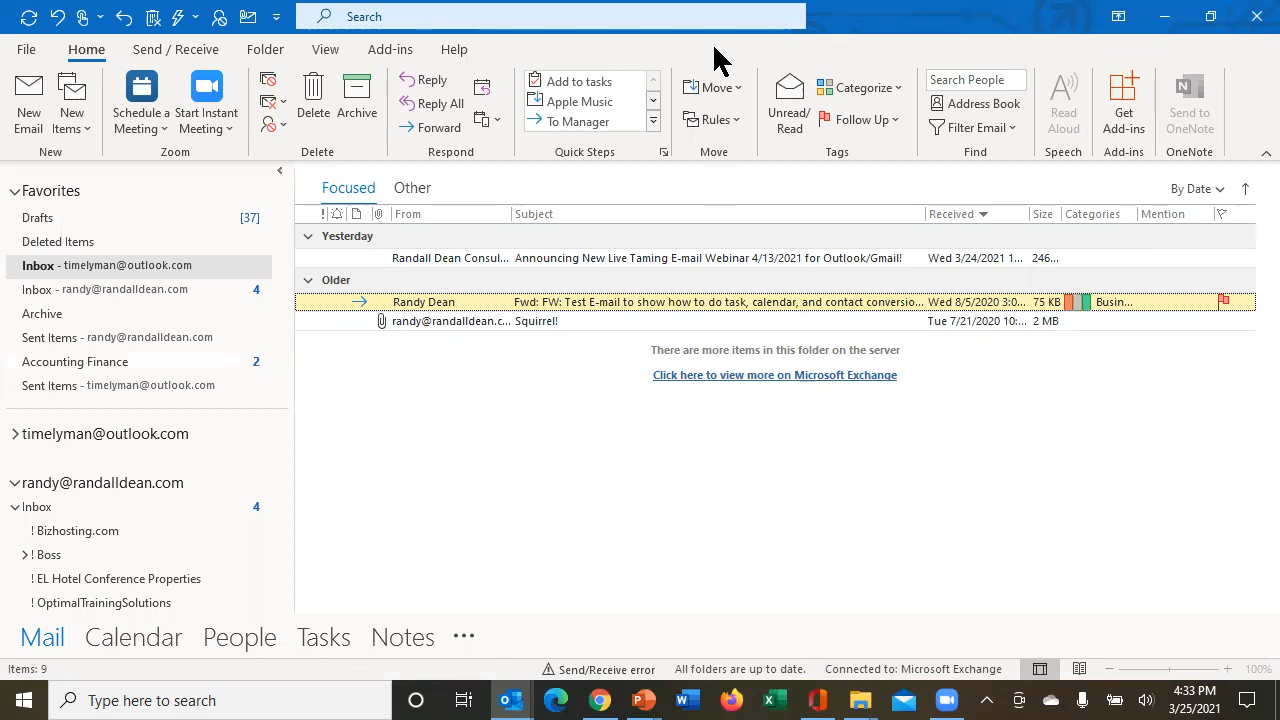 Search
File Home Send / Receive Folder View Add-ins Help
New Email
New Items
New
Schedule a Meeting
Start Instant Meeting
Zoom
Delete
Archive
Delete
Reply
Reply All
Forward
Respond
Add to tasks
Apple Music
To Manager
Quick Steps
Move
Rules
Move
Unread/ Read
Categorize
Follow Up
Tags
Search People
Address Book
Filter Email
Find
Read Aloud
Speech
Get Add-ins
Add-ins
Send to OneNote
OneNote
Favorites
Drafts [37]
Deleted Items
Inbox - timelyman@outlook.com
Inbox - randy@randalldean.com 4
Archive
Sent Items - randy@randalldean.com
Accounting Finance 2
Sent Items - timelyman@outlook.com
timelyman@outlook.com
randy@randalldean.com
Inbox 4
! Bizhosting.com
! Boss
! EL Hotel Conference Properties
! OptimalTrainingSolutions
Focused Other By Date
! From Subject Received Size Categories Mention
Yesterday
Randall Dean Consul... Announcing New Live Taming E-mail Webinar 4/13/2021 for Outlook/Gmail! Wed 3/24/2021 1... 246...
Older
Randy Dean Fwd: FW: Test E-mail to show how to do task, calendar, and contact conversio... Wed 8/5/2020 3:0... 75 KB Busin...
randy@randalldean.c... Squirrel! Tue 7/21/2020 10:... 2 MB
There are more items in this folder on the server
Click here to view more on Microsoft Exchange
Mail Calendar People Tasks Notes •••
Items: 9 Send/Receive error All folders are up to date. Connected to: Microsoft Exchange 100%
Type here to search
4:33 PM
3/25/2021